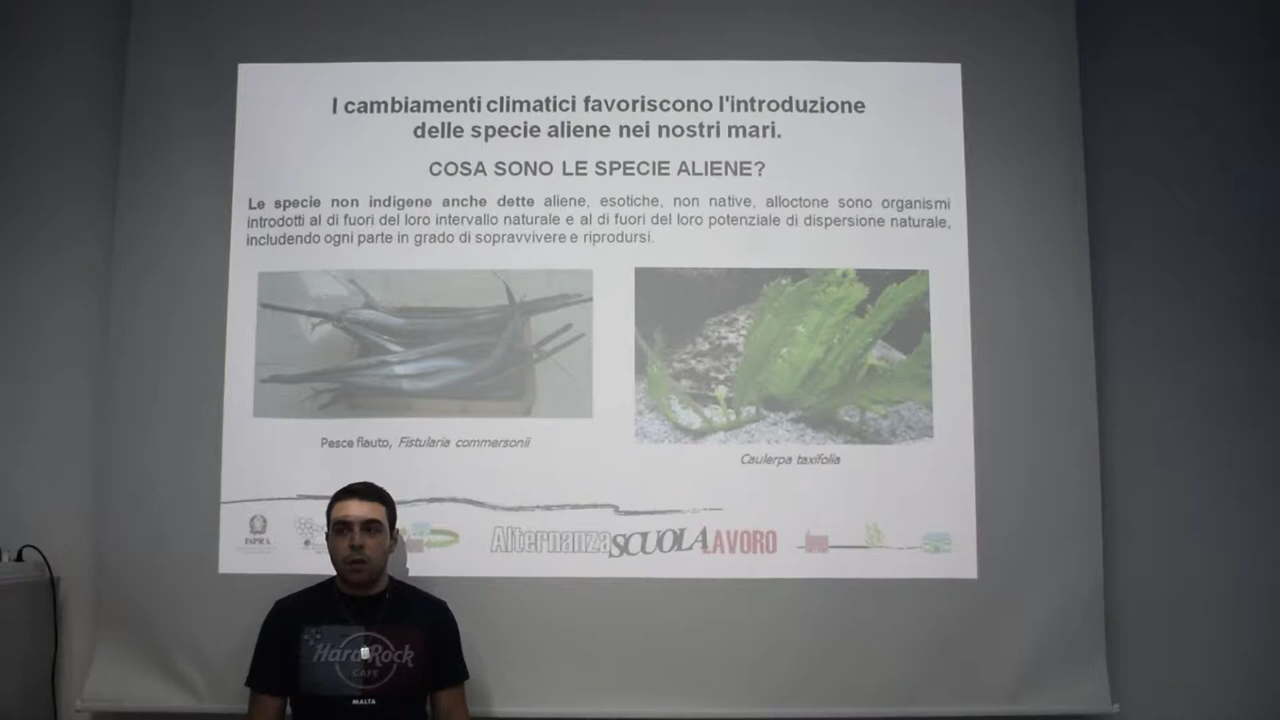 I cambiamenti climatici favoriscono l'introduzione
delle specie aliene nei nostri mari.
COSA SONO LE SPECIE ALIENE?
Le specie non indigene anche dette aliene, esotiche, non native, alloctone sono organismi
introdotti al di fuori del loro intervallo naturale e al di fuori del loro potenziale di dispersione naturale,
includendo ogni parte in grado di sopravvivere e riprodursi.
Pesce flauto, Fistularia commersonii
Caulerpa taxifolia
ISPRA
AlternanzaSCUOLALAVORO
Hard Rock
CAFE
MALTA